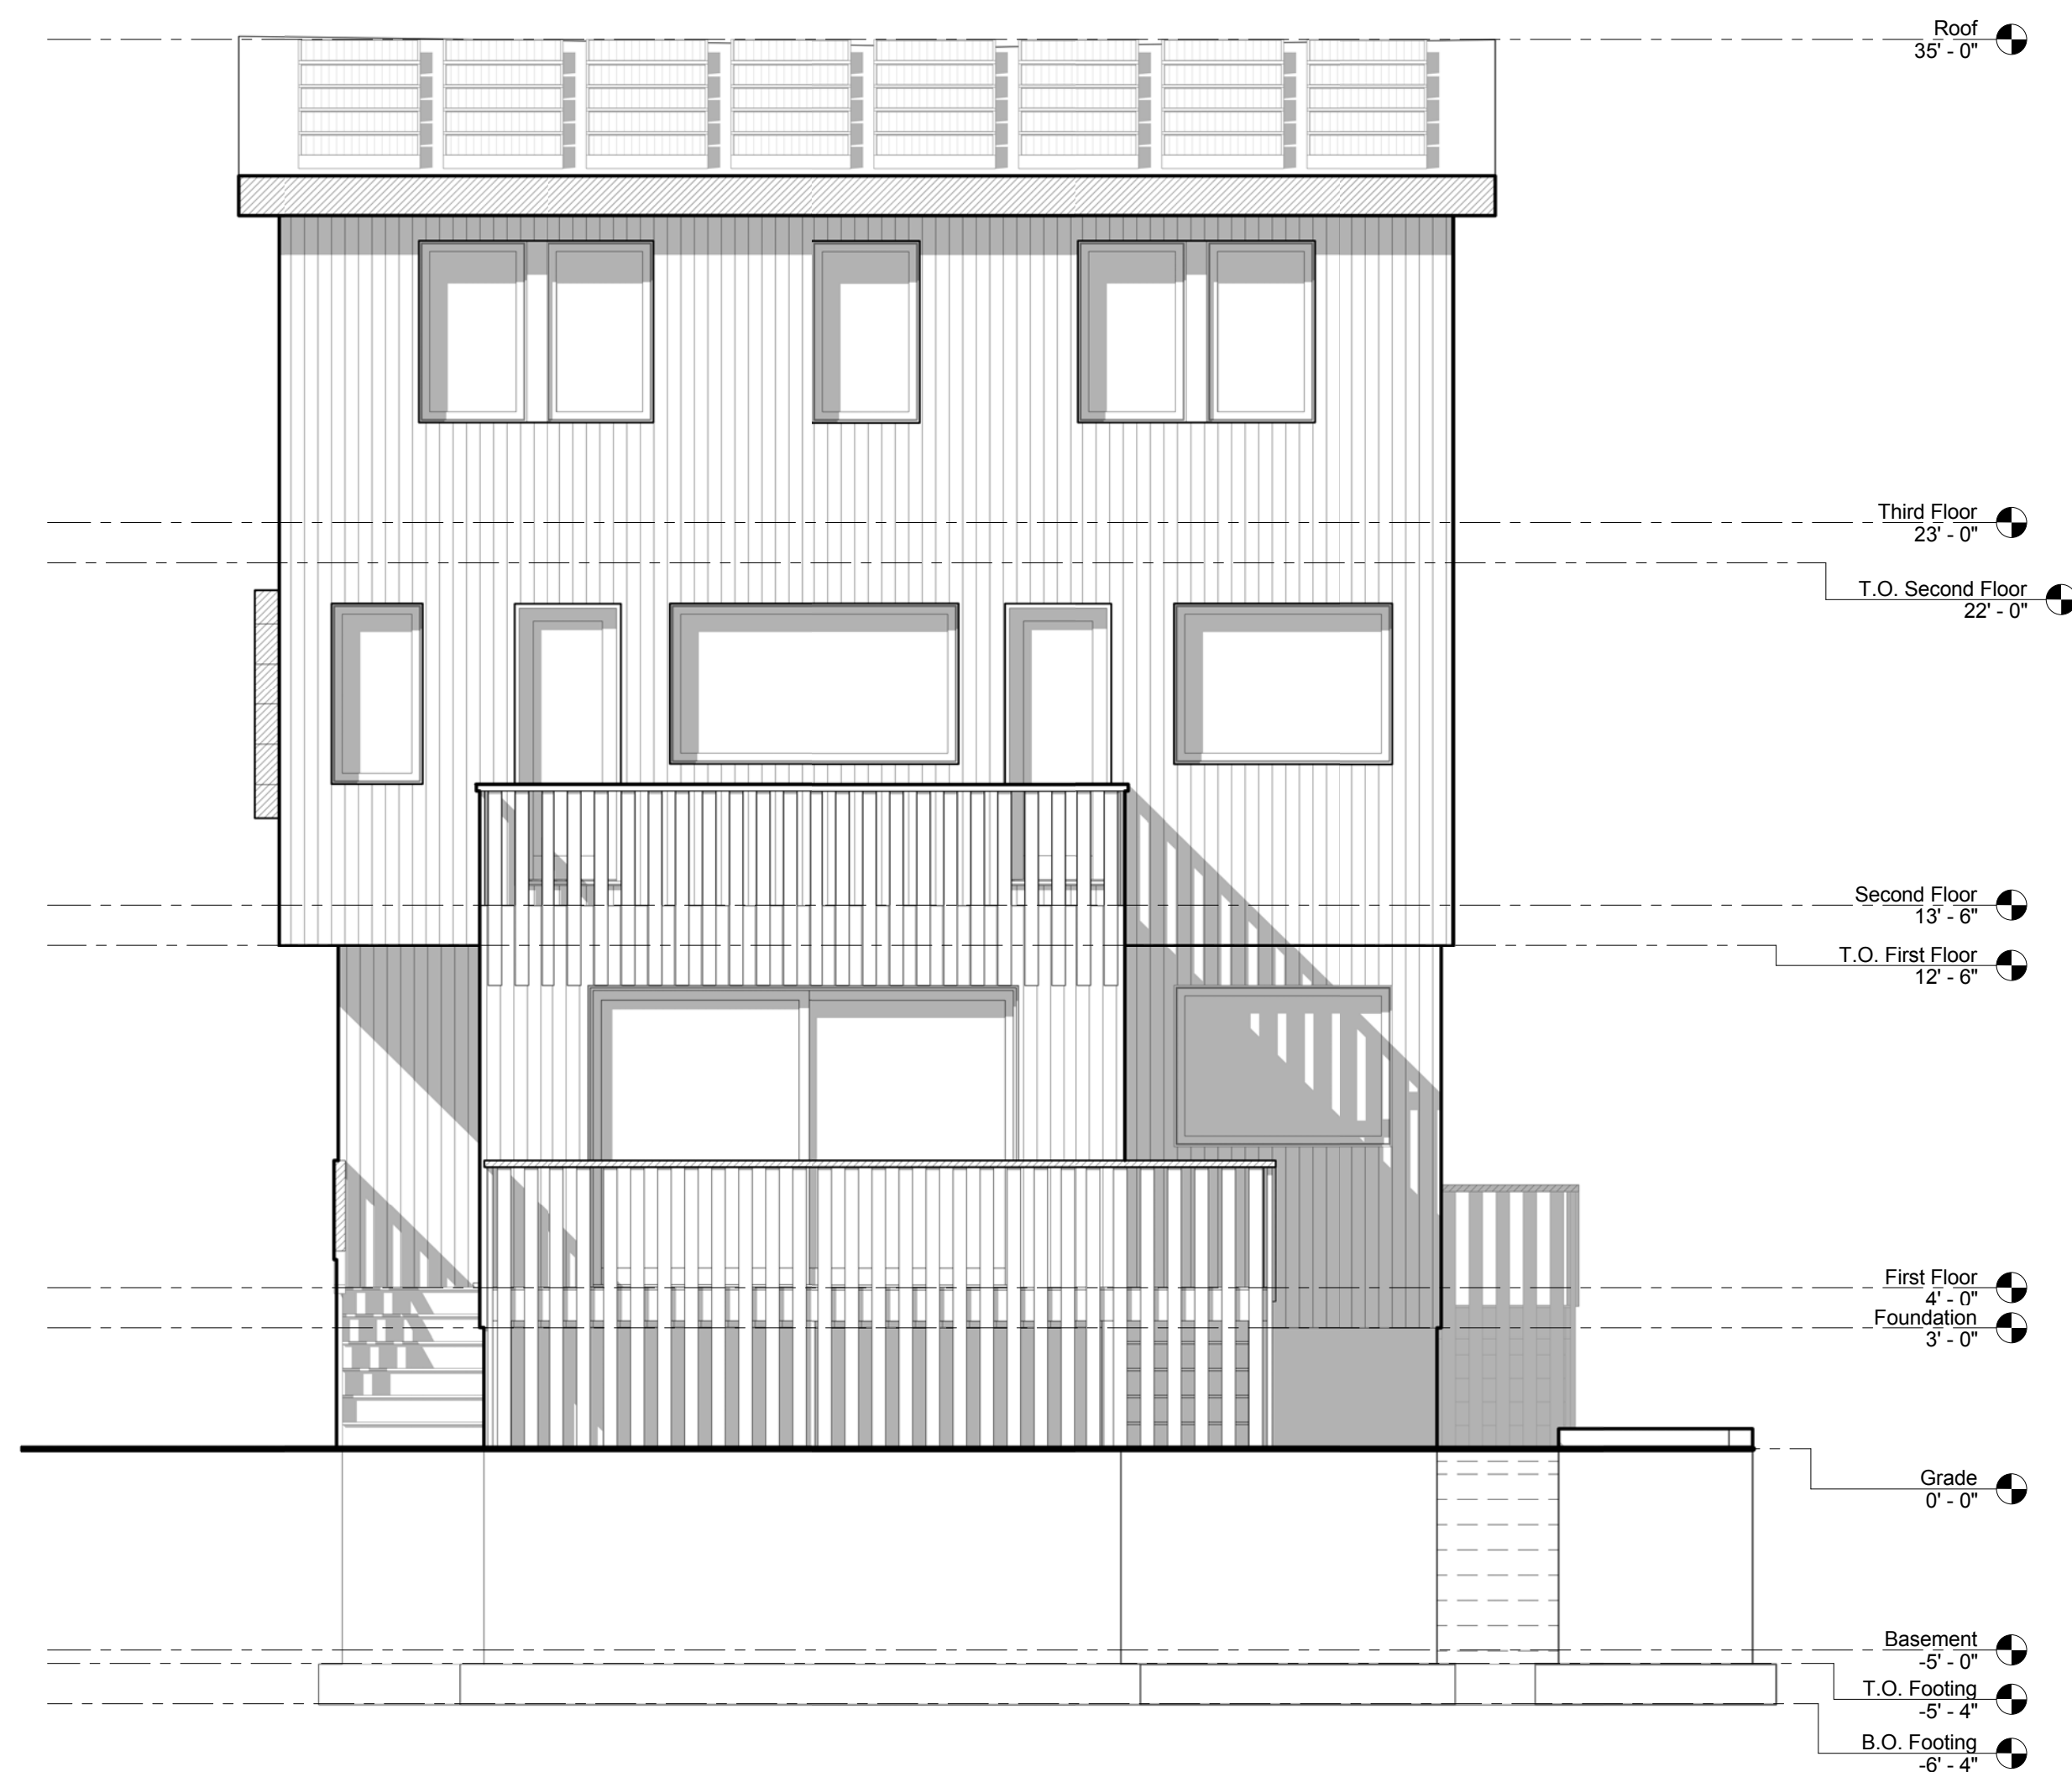 Roof
35' - 0"
Third Floor
23' - 0"
T.O. Second Floor
22' - 0"
Second Floor
13' - 6"
T.O. First Floor
12' - 6"
First Floor
4' - 0"
Foundation
3' - 0"
Grade
0' - 0"
Basement
-5' - 0"
T.O. Footing
-5' - 4"
B.O. Footing
-6' - 4"